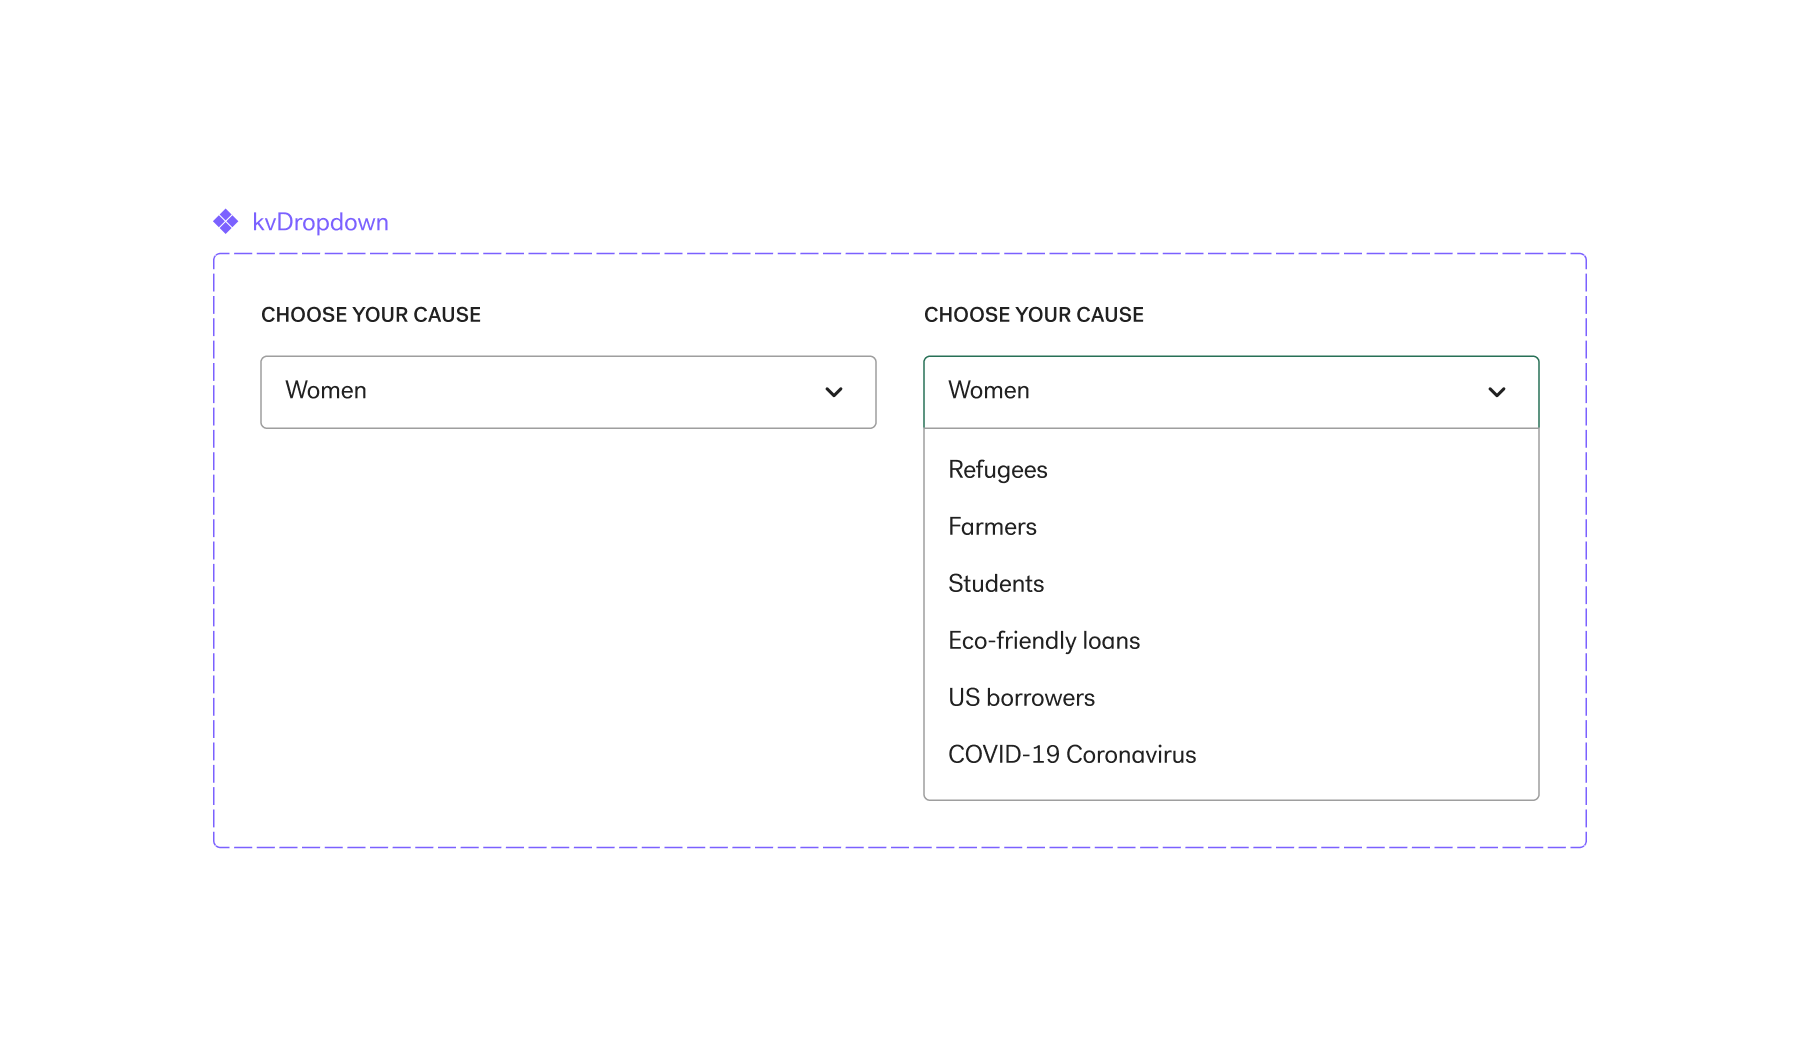 kvDropdown
CHOOSE YOUR CAUSE
Women
CHOOSE YOUR CAUSE
Women
Refugees
Farmers
Students
Eco-friendly loans
US borrowers
COVID-19 Coronavirus